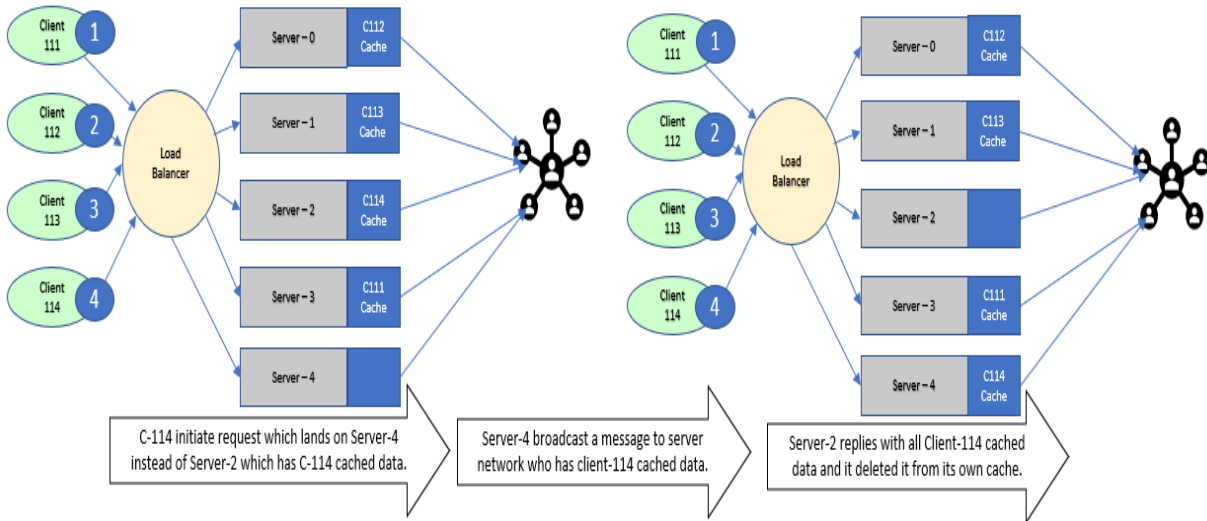 Client
111
1
Client
112
2
Client
113
3
Client
114
4
Load
Balancer
Server – 0
C112
Cache
Server – 1
C113
Cache
Server – 2
C114
Cache
Server – 3
C111
Cache
Server – 4
Client
111
1
Client
112
2
Client
113
3
Client
114
4
Load
Balancer
Server – 0
C112
Cache
Server – 1
C113
Cache
Server – 2
Server – 3
C111
Cache
Server – 4
C114
Cache
C-114 initiate request which lands on Server-4
instead of Server-2 which has C-114 cached data.
Server-4 broadcast a message to server
network who has client-114 cached data.
Server-2 replies with all Client-114 cached
data and it deleted it from its own cache.